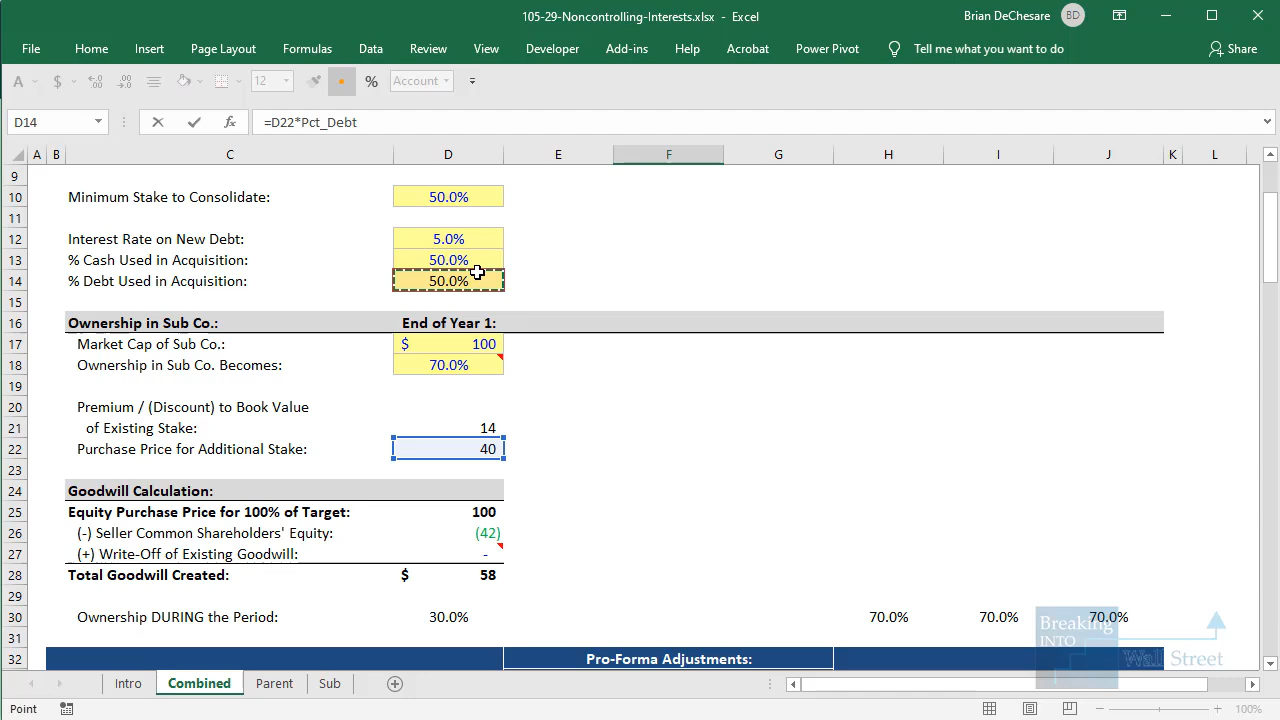 105-29-Noncontrolling-Interests.xlsx - Excel
Brian DeChesare BD
File Home Insert Page Layout Formulas Data Review View Developer Add-ins Help Acrobat Power Pivot Tell me what you want to do Share
A $ 12 % Account
D14 fx =D22*Pct_Debt
A B C D E F G H I J K L
9
10 Minimum Stake to Consolidate: 50.0%
11
12 Interest Rate on New Debt: 5.0%
13 % Cash Used in Acquisition: 50.0%
14 % Debt Used in Acquisition: 50.0%
15
16 Ownership in Sub Co.: End of Year 1:
17 Market Cap of Sub Co.: $ 100
18 Ownership in Sub Co. Becomes: 70.0%
19
20 Premium / (Discount) to Book Value
21 of Existing Stake: 14
22 Purchase Price for Additional Stake: 40
23
24 Goodwill Calculation:
25 Equity Purchase Price for 100% of Target: 100
26 (-) Seller Common Shareholders' Equity: (42)
27 (+) Write-Off of Existing Goodwill: -
28 Total Goodwill Created: $ 58
29
30 Ownership DURING the Period: 30.0% 70.0% 70.0% 70.0%
31
32 Pro-Forma Adjustments:
Breaking
INTO
Wall Street
Intro Combined Parent Sub
Point 100%